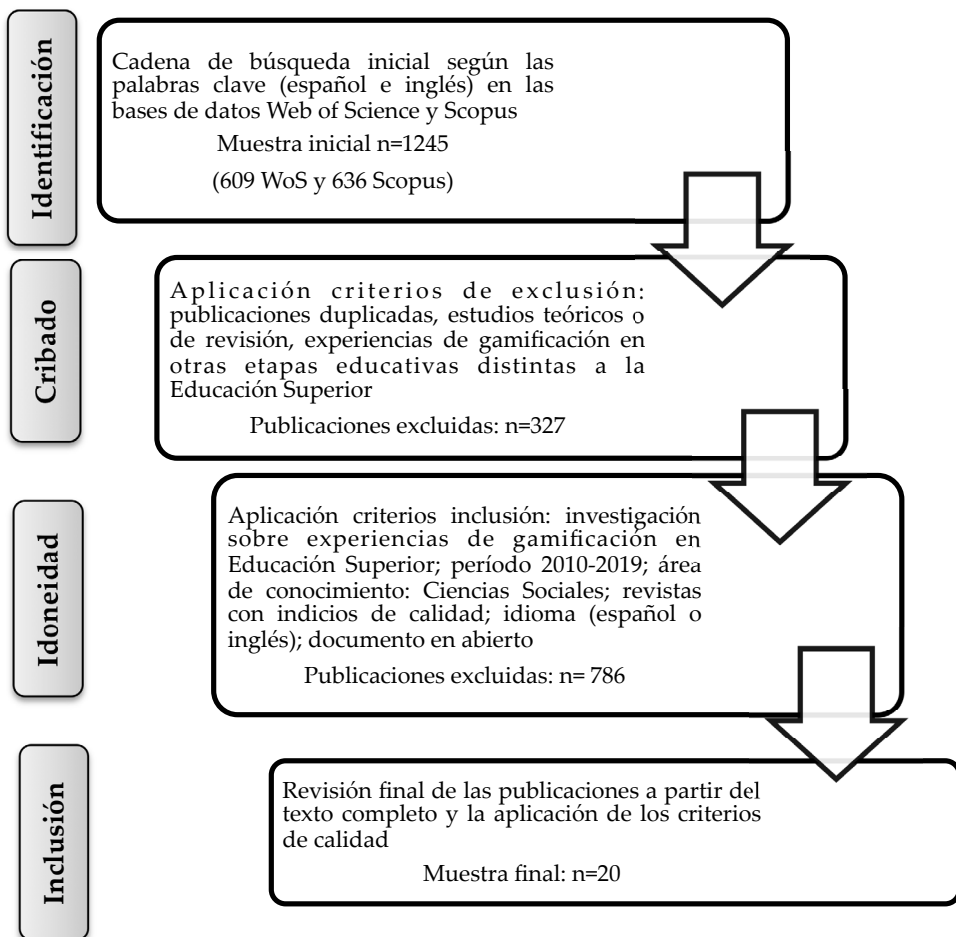 Identificación
Cadena de búsqueda inicial según las
palabras clave (español e inglés) en las
bases de datos Web of Science y Scopus
Muestra inicial n=1245
(609 WoS y 636 Scopus)
Cribado
Aplicación criterios de exclusión:
publicaciones duplicadas, estudios teóricos o
de revisión, experiencias de gamificación en
otras etapas educativas distintas a la
Educación Superior
Publicaciones excluidas: n=327
Idoneidad
Aplicación criterios inclusión: investigación
sobre experiencias de gamificación en
Educación Superior; período 2010-2019; área
de conocimiento: Ciencias Sociales; revistas
con indicios de calidad; idioma (español o
inglés); documento en abierto
Publicaciones excluidas: n= 786
Inclusión
Revisión final de las publicaciones a partir del
texto completo y la aplicación de los criterios
de calidad
Muestra final: n=20